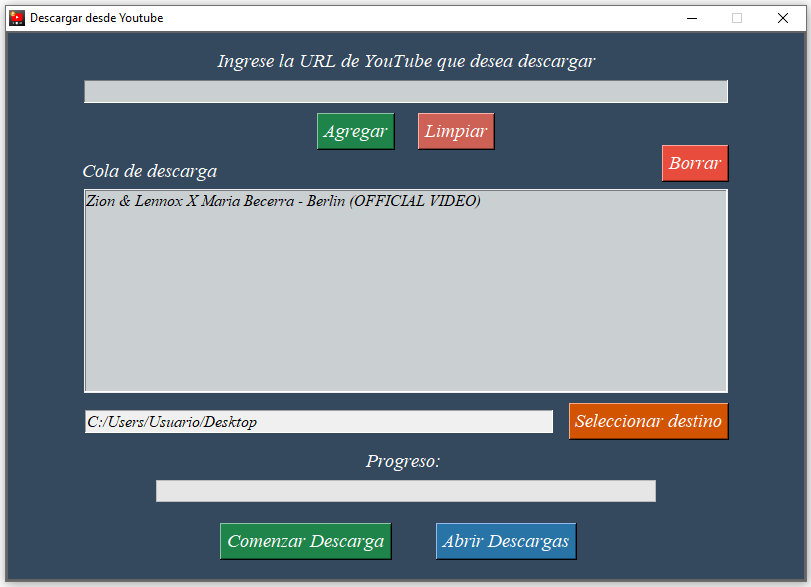 Descargar desde Youtube
Ingrese la URL de YouTube que desea descargar
Agregar
Limpiar
Borrar
Cola de descarga
Zion & Lennox X Maria Becerra - Berlin (OFFICIAL VIDEO)
C:/Users/Usuario/Desktop
Seleccionar destino
Progreso:
Comenzar Descarga
Abrir Descargas